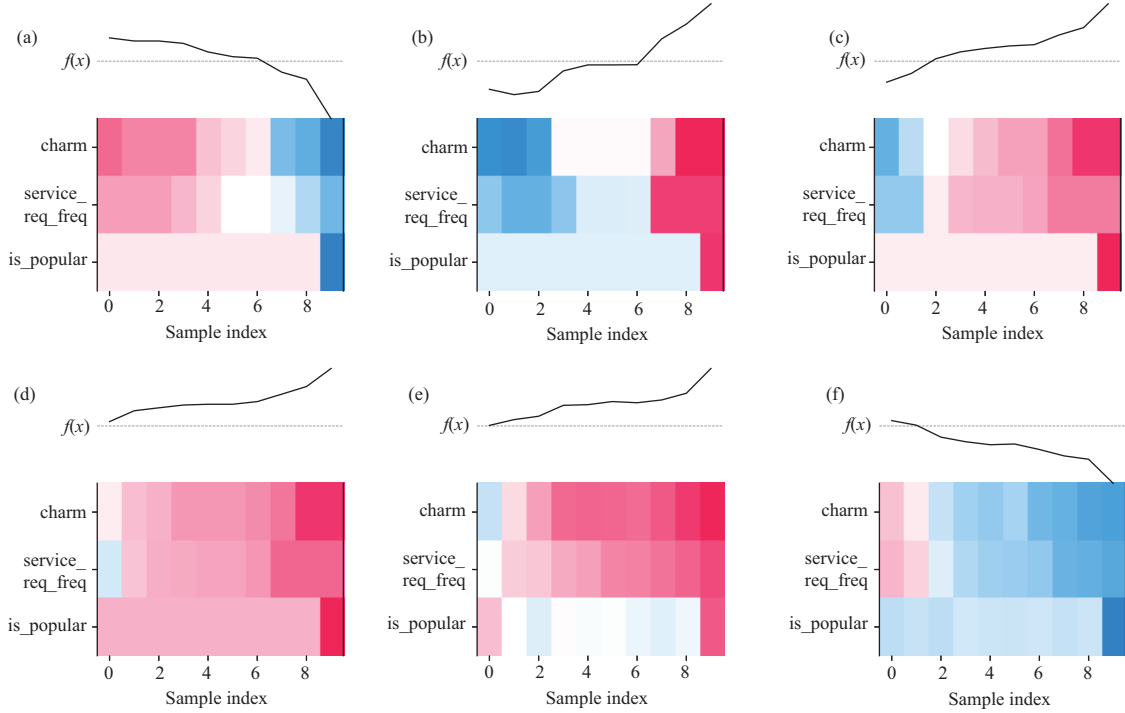 (a)
f(x)
charm
service_
req_freq
is_popular
0 2 4 6 8
Sample index
(b)
f(x)
charm
service_
req_freq
is_popular
0 2 4 6 8
Sample index
(c)
f(x)
charm
service_
req_freq
is_popular
0 2 4 6 8
Sample index
(d)
f(x)
charm
service_
req_freq
is_popular
0 2 4 6 8
Sample index
(e)
f(x)
charm
service_
req_freq
is_popular
0 2 4 6 8
Sample index
(f)
f(x)
charm
service_
req_freq
is_popular
0 2 4 6 8
Sample index